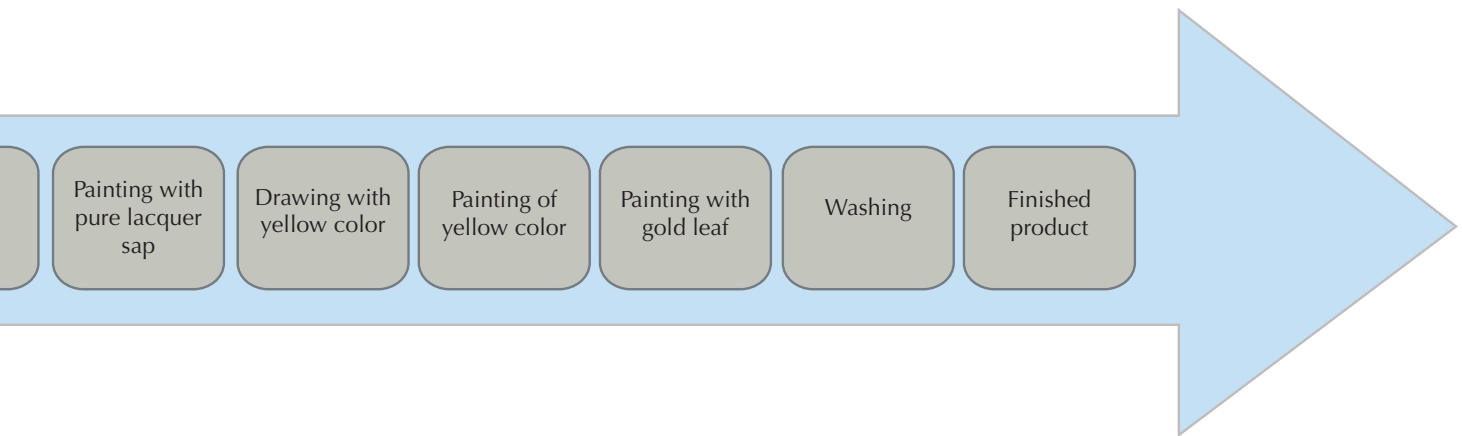 Painting with
pure lacquer
sap
Drawing with
yellow color
Painting of
yellow color
Painting with
gold leaf
Washing
Finished
product